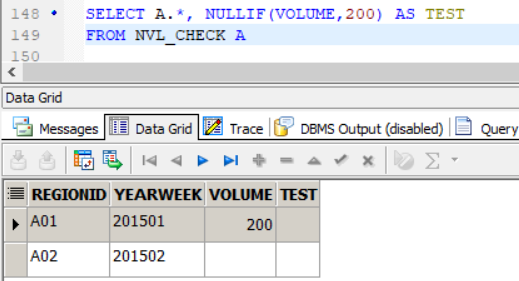 148 SELECT A.*, NULLIF(VOLUME,200) AS TEST
149 FROM NVL_CHECK A
150
Data Grid
Messages Data Grid Trace DBMS Output (disabled) Query
REGIONID YEARWEEK VOLUME TEST
A01 201501 200
A02 201502